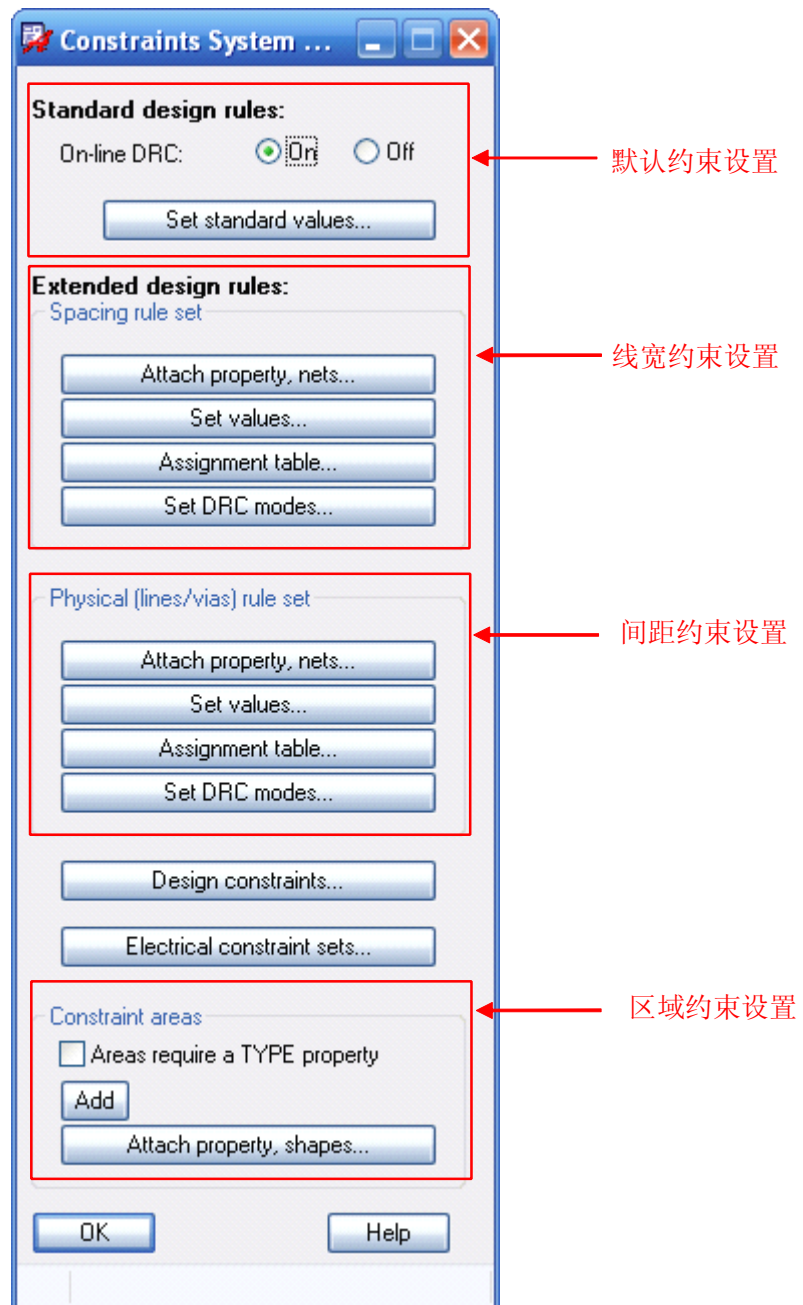 Constraints System ...
Standard design rules:
On-line DRC: On Off
默认约束设置
Set standard values...
Extended design rules:
Spacing rule set
线宽约束设置
Attach property, nets...
Set values...
Assignment table...
Set DRC modes...
Physical (lines/vias) rule set
间距约束设置
Attach property, nets...
Set values...
Assignment table...
Set DRC modes...
Design constraints...
Electrical constraint sets...
区域约束设置
Constraint areas
Areas require a TYPE property
Add
Attach property, shapes...
OK Help